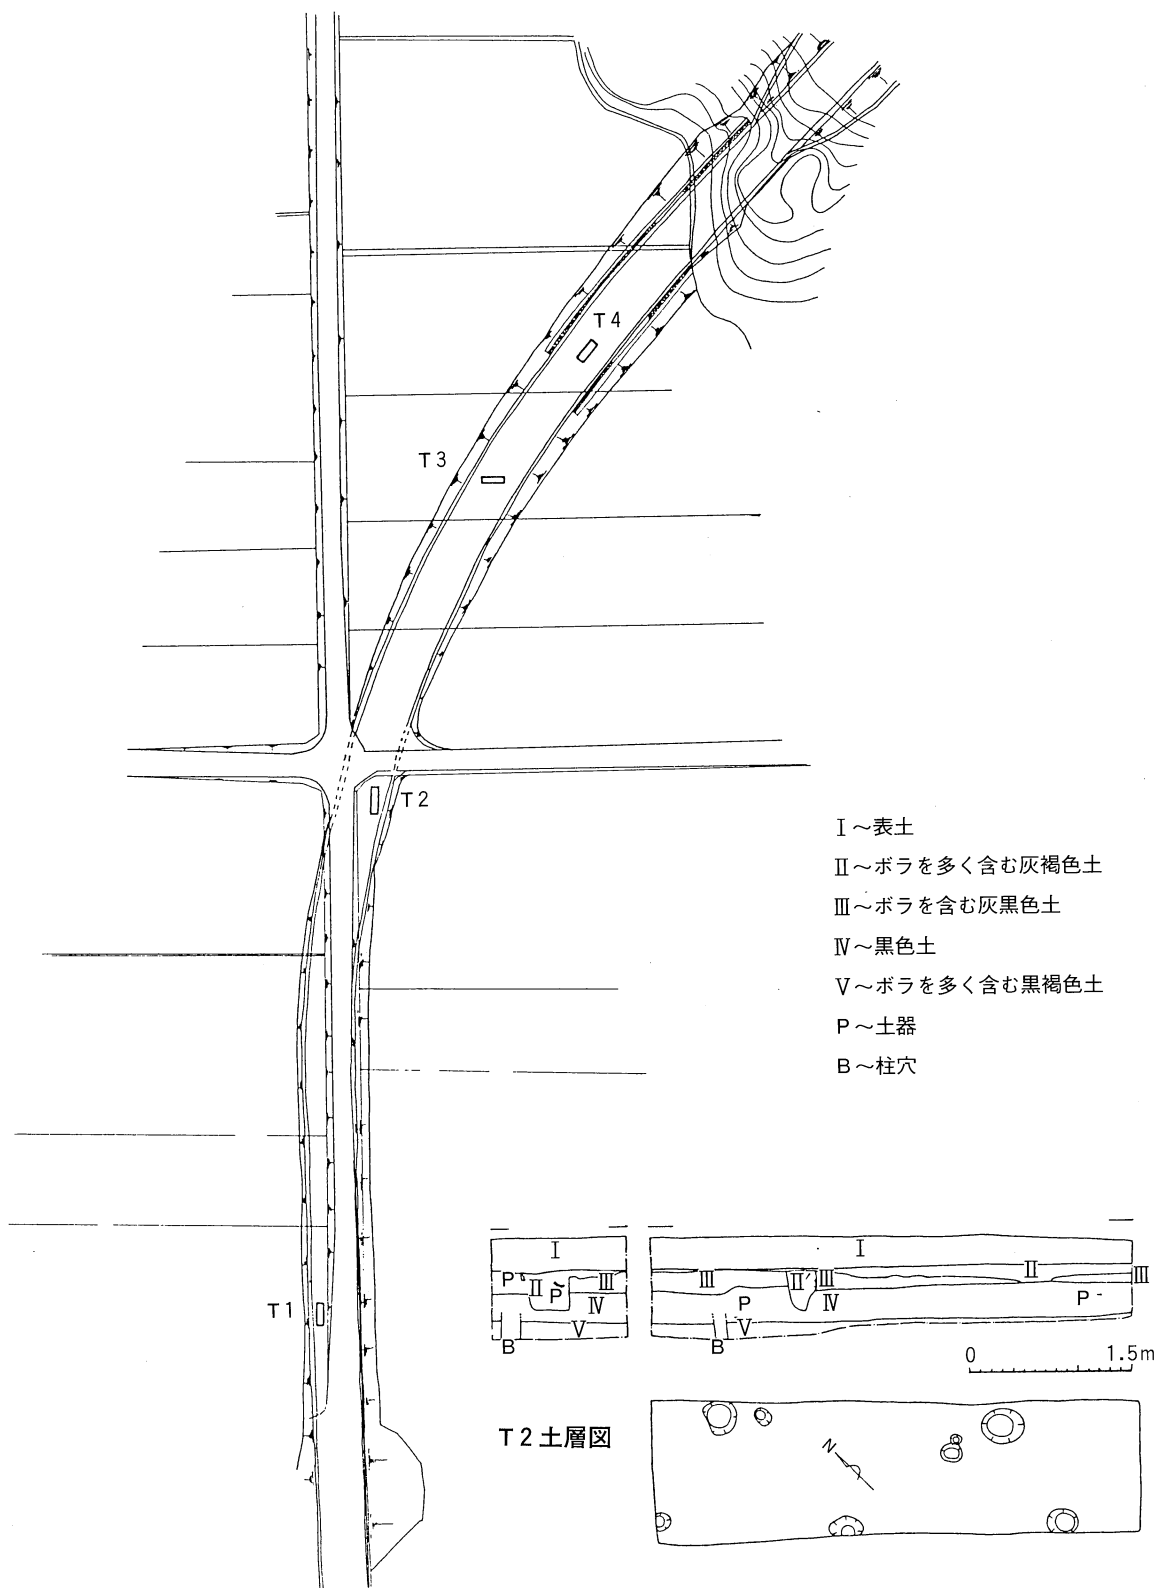 T4
T3
T2
Ⅰ～表土
Ⅱ～ボラを多く含む灰褐色土
Ⅲ～ボラを含む灰黒色土
Ⅳ～黒色土
Ⅴ～ボラを多く含む黒褐色土
P～土器
B～柱穴
T1
Ⅰ Ⅰ
P Ⅱ P Ⅲ Ⅲ Ⅱ' Ⅲ Ⅱ Ⅲ
Ⅳ P Ⅳ P
Ⅴ Ⅴ
B B
0 1.5m
T2土層図
N